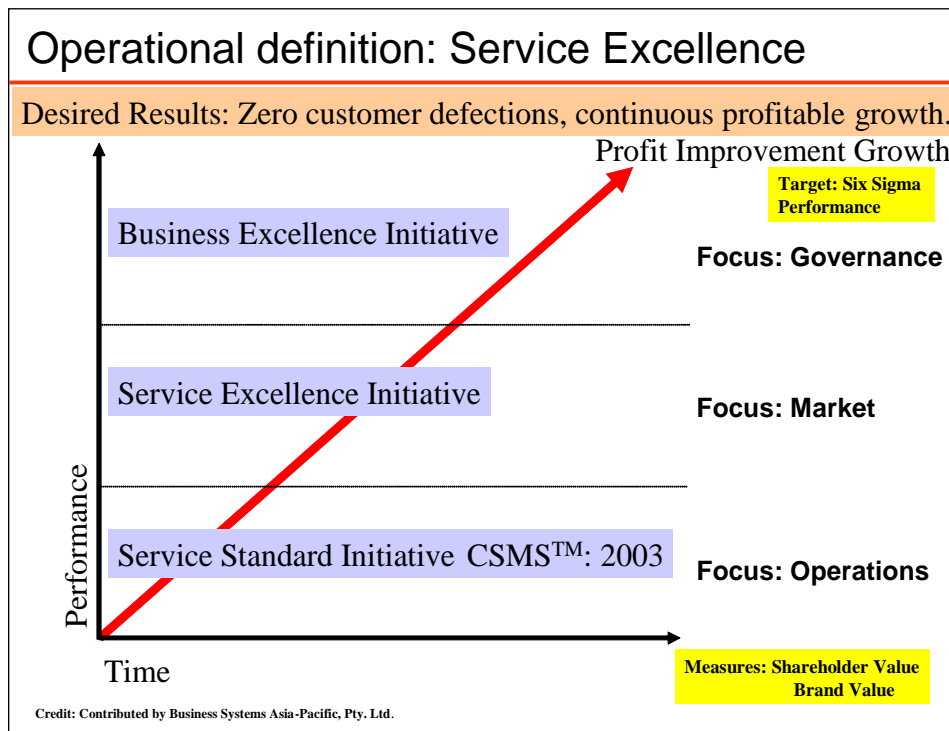 Operational definition: Service Excellence
Desired Results: Zero customer defections, continuous profitable growth.
Profit Improvement Growth
Target: Six Sigma
Performance
Business Excellence Initiative
Focus: Governance
Service Excellence Initiative
Focus: Market
Performance
Service Standard Initiative CSMS™: 2003
Focus: Operations
Time
Measures: Shareholder Value
Brand Value
Credit: Contributed by Business Systems Asia-Pacific, Pty. Ltd.